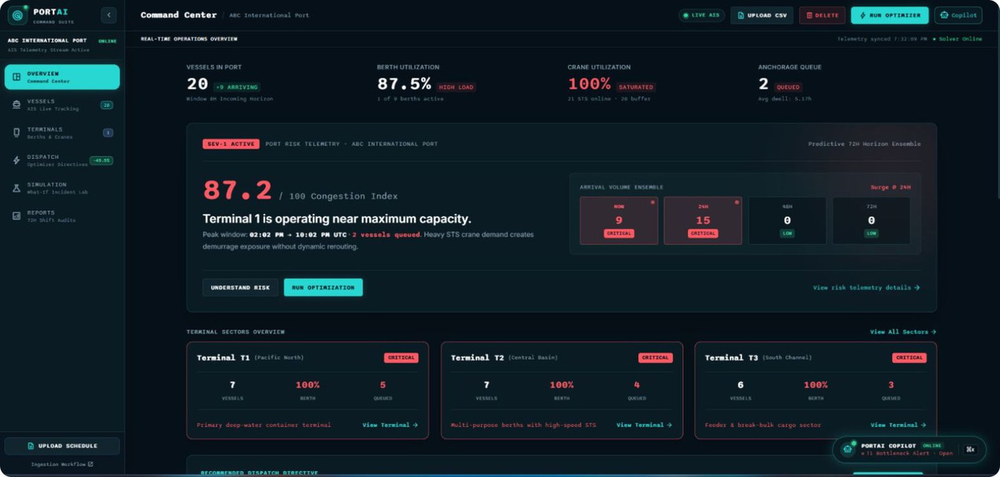 PORTAI
COMMAND SUITE
ABC INTERNATIONAL PORT ONLINE
AIS Telemetry Stream Active
OVERVIEW
Command Center
VESSELS
AIS Live Tracking
20
TERMINALS
Berths & Cranes
3
DISPATCH
Optimizer Directives
SIMULATION
What-If Incident Lab
REPORTS
72H Shift Audits
UPLOAD SCHEDULE
Ingestion Workflow
Command Center / ABC International Port
LIVE AIS
UPLOAD CSV
DELETE
RUN OPTIMIZER
Copilot
REAL-TIME OPERATIONS OVERVIEW
Telemetry synced 7:32:09 PM • Solver Online
VESSELS IN PORT
20 +9 ARRIVING
Window 6H Incoming Horizon
BERTH UTILIZATION
87.5% HIGH LOAD
1 of 9 berths active
CRANE UTILIZATION
100% SATURATED
21 STS online · 20 buffer
ANCHORAGE QUEUE
2 QUEUED
Avg dwell: 5.17h
SEV-1 ACTIVE PORT RISK TELEMETRY · ABC INTERNATIONAL PORT
Predictive 72H Horizon Ensemble
87.2 / 100 Congestion Index
Terminal 1 is operating near maximum capacity.
Peak window: 02:02 PM → 10:02 PM UTC · 2 vessels queued. Heavy STS crane demand creates
demurrage exposure without dynamic rerouting.
ARRIVAL VOLUME ENSEMBLE
Surge @ 24H
NOW
9
CRITICAL
24H
15
CRITICAL
48H
0
LOW
72H
0
LOW
UNDERSTAND RISK
RUN OPTIMIZATION
View risk telemetry details →
TERMINAL SECTORS OVERVIEW
View All Sectors →
Terminal T1 (Pacific North) CRITICAL
7 100% 5
VESSELS BERTH QUEUED
Primary deep-water container terminal View Terminal →
Terminal T2 (Central Basin) CRITICAL
7 100% 4
VESSELS BERTH QUEUED
Multi-purpose berths with high-speed STS View Terminal →
Terminal T3 (South Channel) CRITICAL
6 100% 3
VESSELS BERTH QUEUED
Feeder & break-bulk cargo sector View Terminal →
RECOMMENDED DISPATCH DIRECTIVE
PORTAI COPILOT ONLINE
Bottleneck Alert · Open